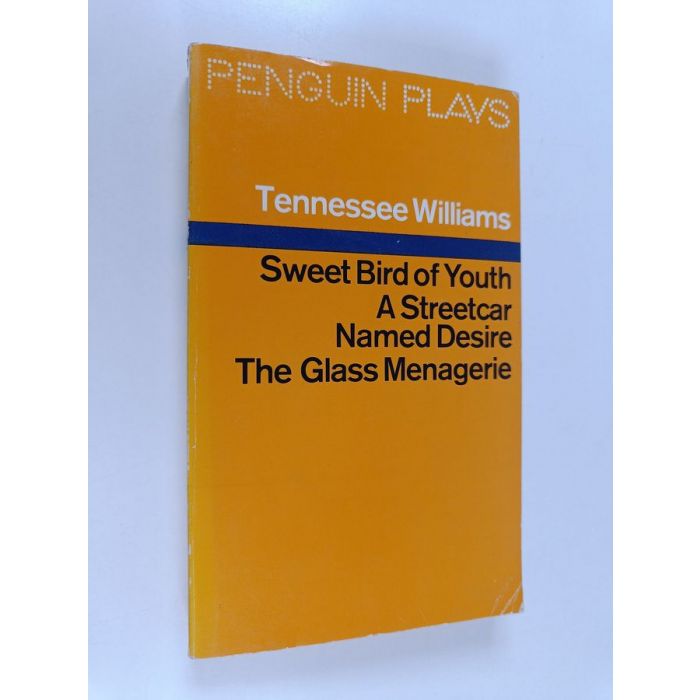 PENGUIN PLAYS
Tennessee Williams
Sweet Bird of Youth
A Streetcar
Named Desire
The Glass Menagerie